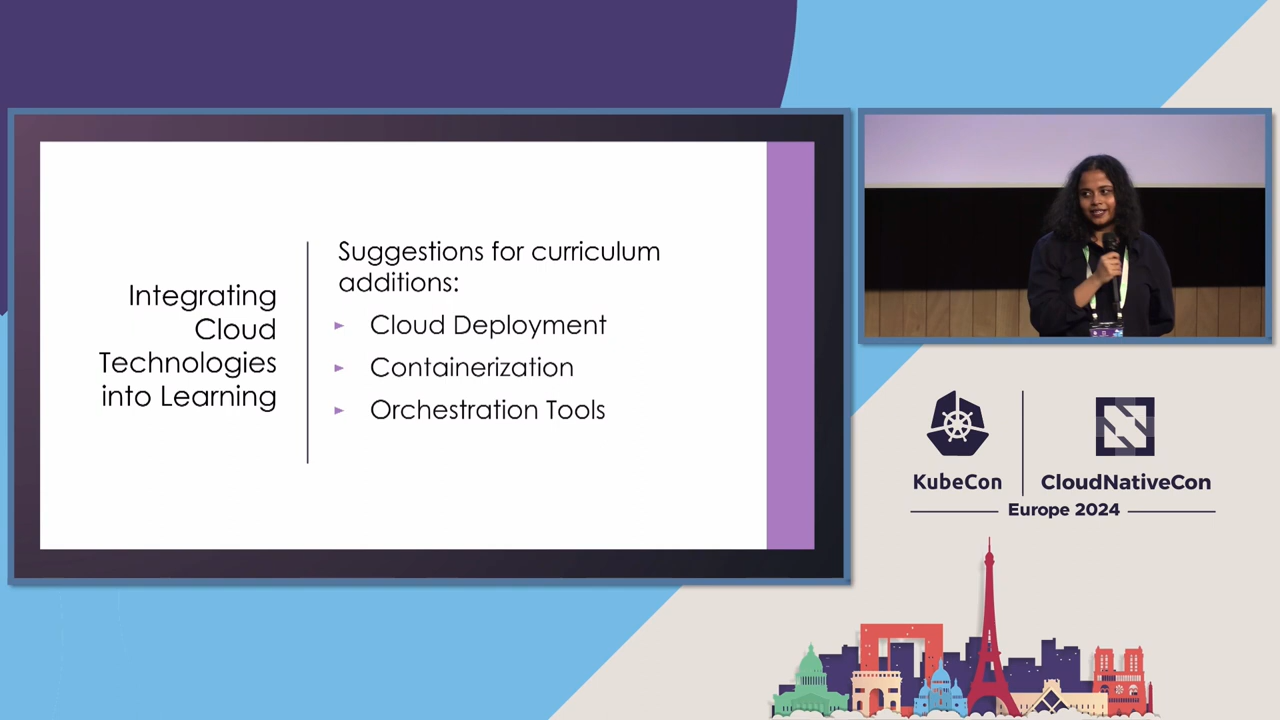 Integrating
Cloud
Technologies
into Learning
Suggestions for curriculum
additions:
Cloud Deployment
Containerization
Orchestration Tools
KubeCon
CloudNativeCon
Europe 2024